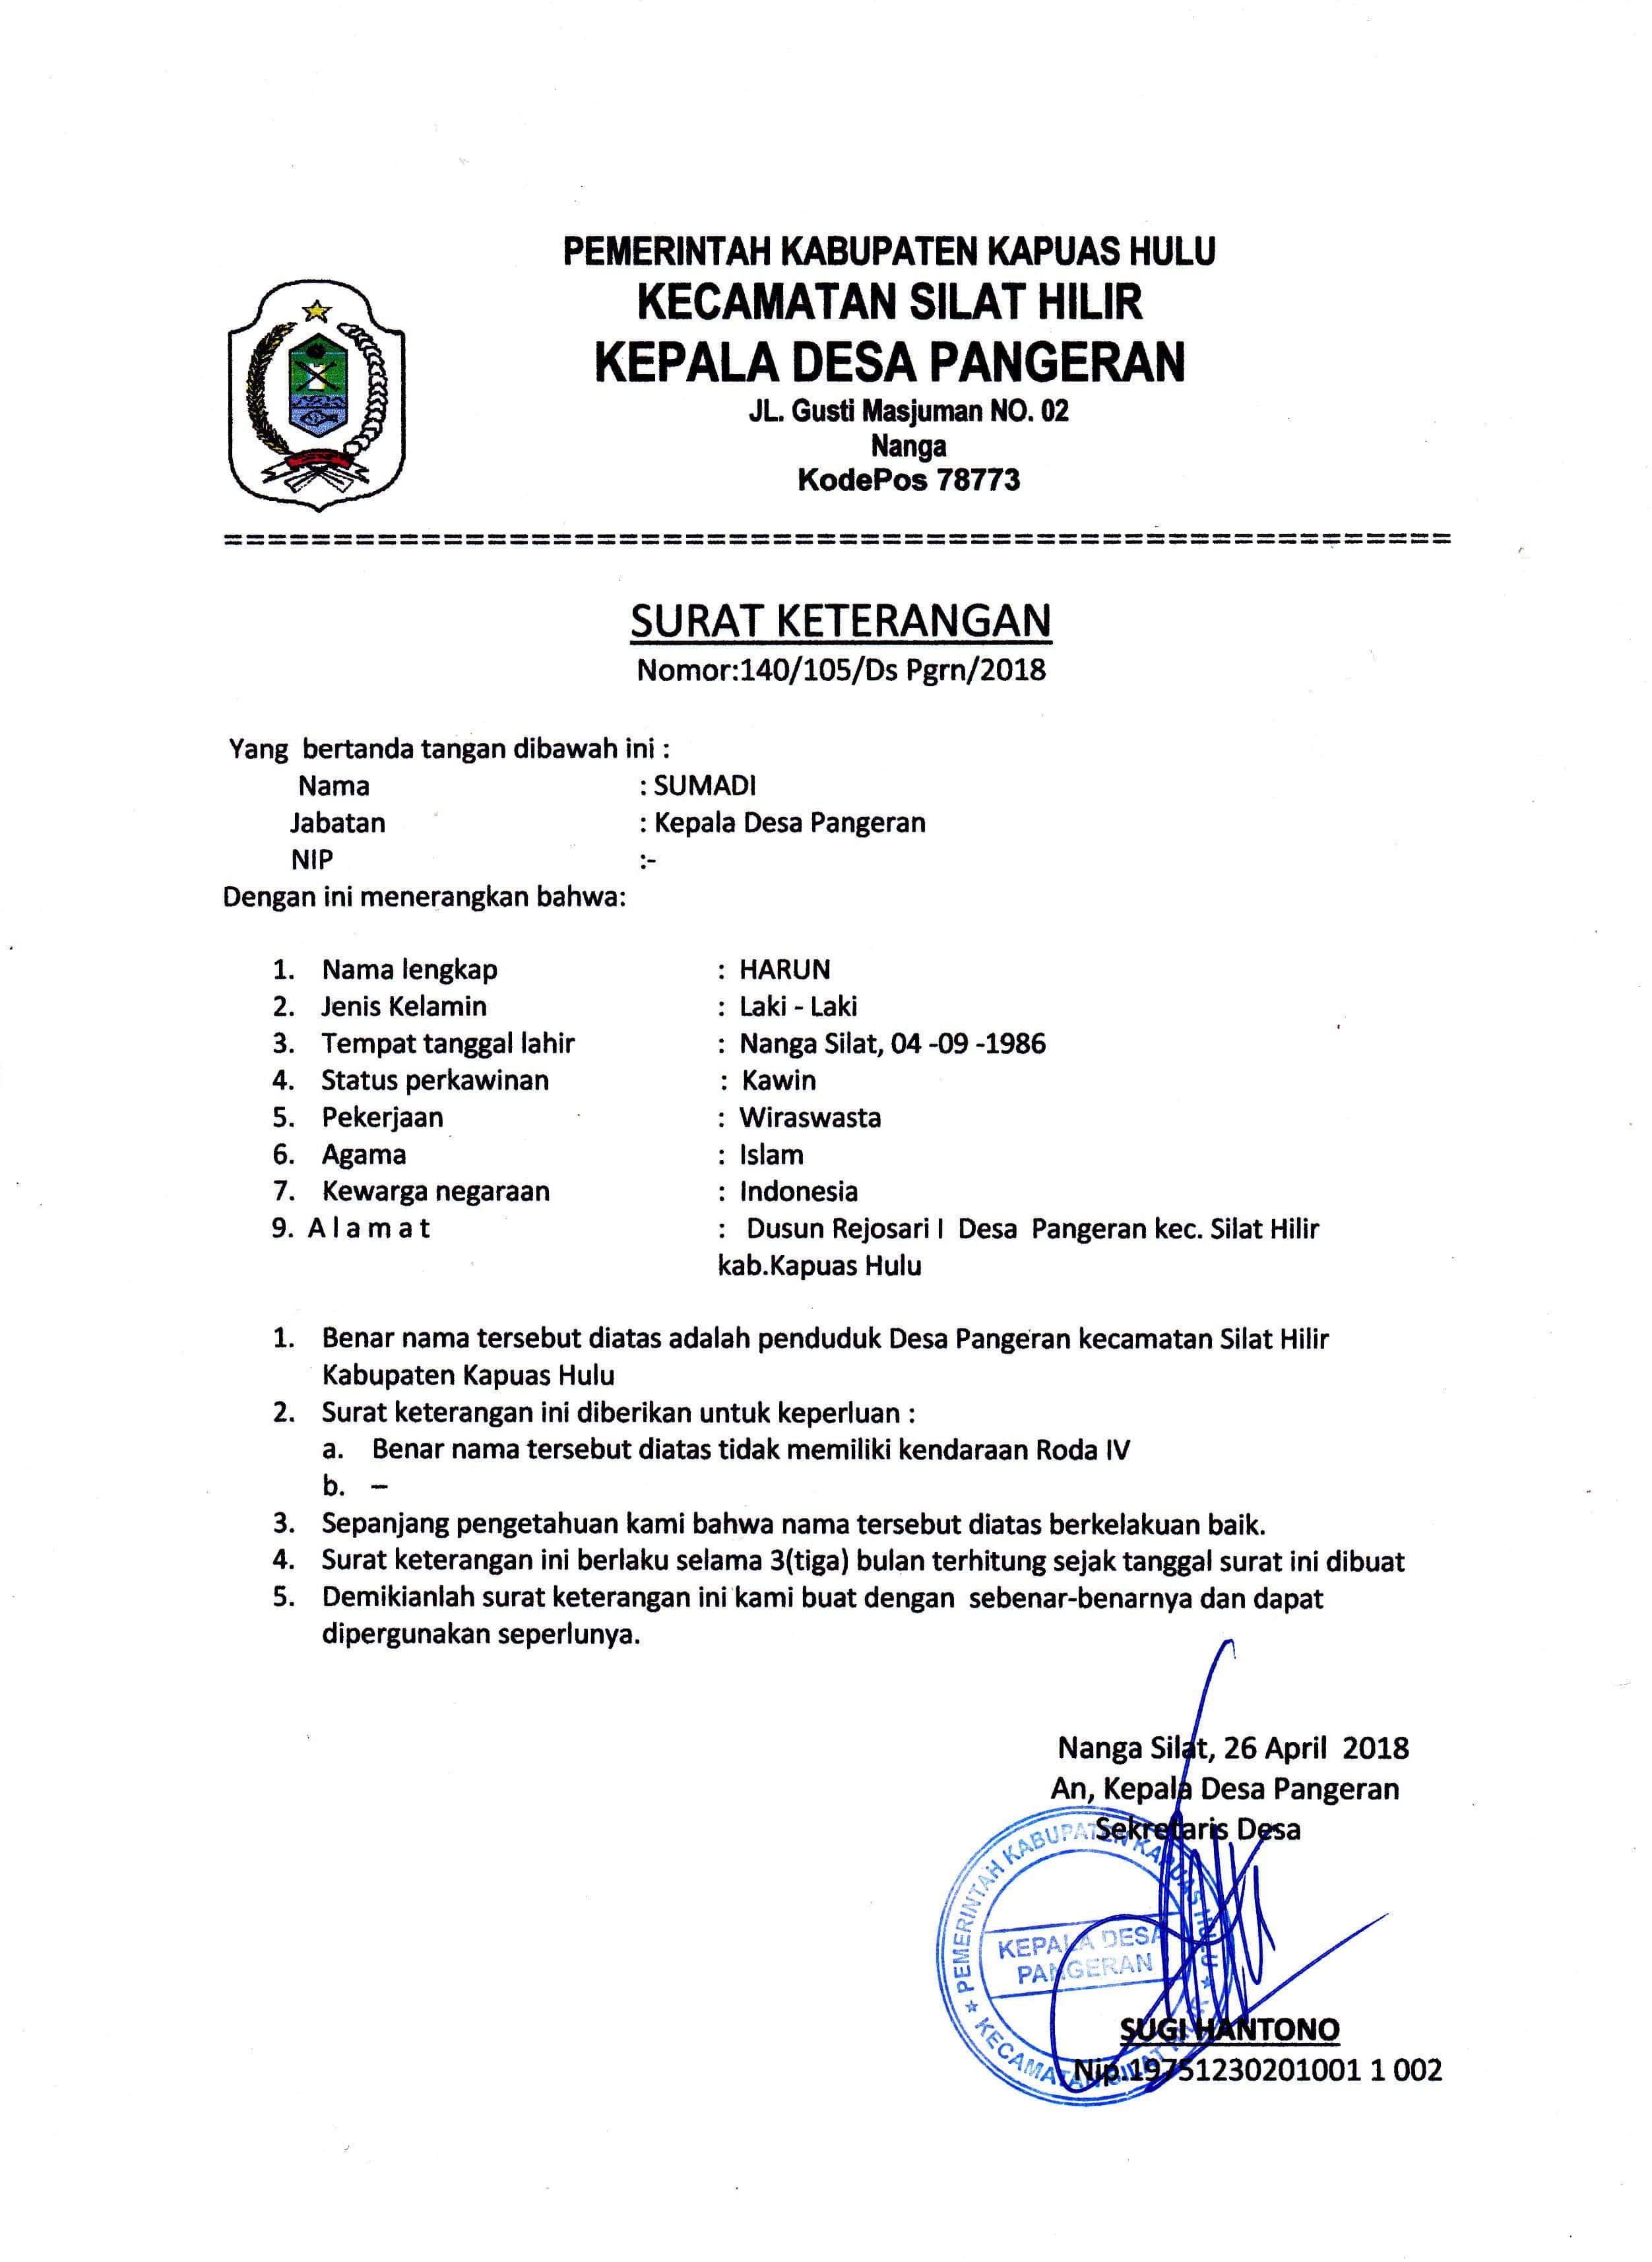 PEMERINTAH KABUPATEN KAPUAS HULU
KECAMATAN SILAT HILIR
KEPALA DESA PANGERAN
JL. Gusti Masjuman NO. 02
Nanga
KodePos 78773
========================================================
SURAT KETERANGAN
Nomor:140/105/Ds Pgrn/2018
Yang bertanda tangan dibawah ini :
Nama : SUMADI
Jabatan : Kepala Desa Pangeran
NIP :-
Dengan ini menerangkan bahwa:
1. Nama lengkap : HARUN
2. Jenis Kelamin : Laki - Laki
3. Tempat tanggal lahir : Nanga Silat, 04 -09 -1986
4. Status perkawinan : Kawin
5. Pekerjaan : Wiraswasta
6. Agama : Islam
7. Kewarga negaraan : Indonesia
9. A l a m a t : Dusun Rejosari I Desa Pangeran kec. Silat Hilir
kab.Kapuas Hulu
1. Benar nama tersebut diatas adalah penduduk Desa Pangeran kecamatan Silat Hilir
Kabupaten Kapuas Hulu
2. Surat keterangan ini diberikan untuk keperluan :
a. Benar nama tersebut diatas tidak memiliki kendaraan Roda IV
b. –
3. Sepanjang pengetahuan kami bahwa nama tersebut diatas berkelakuan baik.
4. Surat keterangan ini berlaku selama 3(tiga) bulan terhitung sejak tanggal surat ini dibuat
5. Demikianlah surat keterangan ini kami buat dengan sebenar-benarnya dan dapat
dipergunakan seperlunya.
Nanga Silat, 26 April 2018
An, Kepala Desa Pangeran
Sekretaris Desa
PEMERINTAH KABUPATEN KAPUAS HULU
KEPALA DESA
PANGERAN
KECAMATAN SILAT HILIR
SUGI HANTONO
Nip.19751230201001 1 002